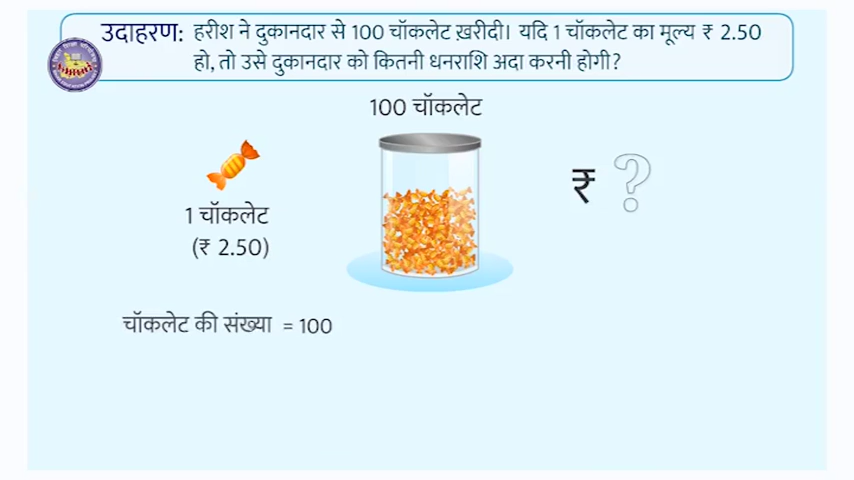 उदाहरण: हरीश ने दुकानदार से 100 चॉकलेट ख़रीदी। यदि 1 चॉकलेट का मूल्य ₹ 2.50
हो, तो उसे दुकानदार को कितनी धनराशि अदा करनी होगी?
100 चॉकलेट
₹ ?
1 चॉकलेट
(₹ 2.50)
चॉकलेट की संख्या = 100